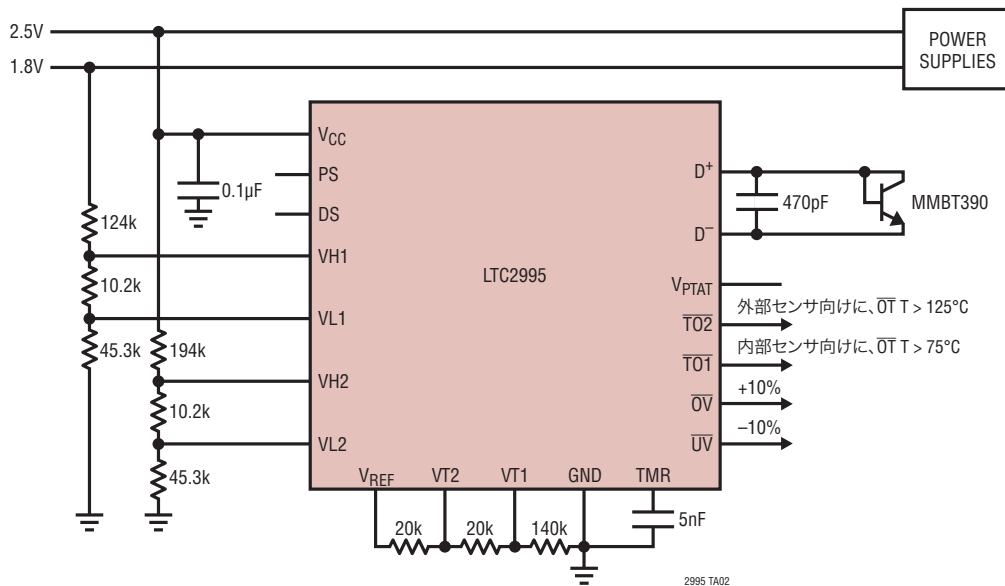 2.5V
1.8V
POWER
SUPPLIES
VCC
PS
DS
0.1µF
124k
VH1
10.2k
VL1
45.3k
194k
VH2
10.2k
VL2
45.3k
LTC2995
D+
470pF
MMBT390
D−
VPTAT
TO2
外部センサ向けに、OT T > 125°C
TO1
内部センサ向けに、OT T > 75°C
OV
+10%
UV
–10%
VREF
VT2
VT1
GND
TMR
20k
20k
140k
5nF
2995 TA02